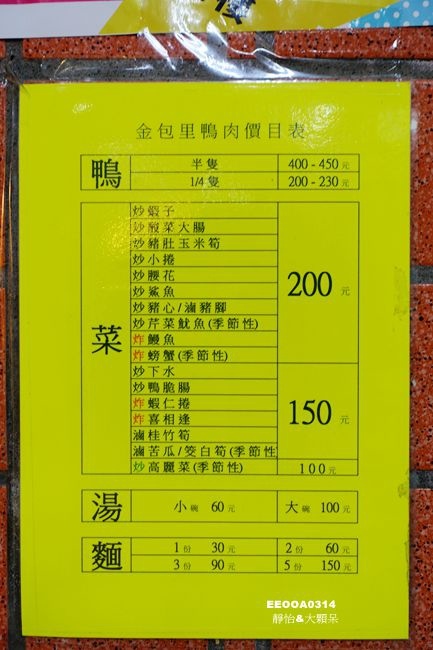 金包里鴨肉價目表
鴨
半隻 400 - 450 元
1/4 隻 200 - 230 元
菜
炒蝦子
炒酸菜大腸
炒豬肚玉米筍
炒小捲
炒腰花
炒鯊魚
炒豬心/滷豬腳
炒芹菜魷魚(季節性)
炸鰻魚
炸螃蟹(季節性)
200 元
炒下水
炒鴨脆腸
炸蝦仁捲
炸喜相逢
滷桂竹筍
滷苦瓜/筊白筍(季節性
150 元
炒高麗菜(季節性) 100元
湯
小碗 60 元 大碗 100 元
麵
1 份 30 元 2 份 60 元
3 份 90 元 5 份 150 元
EEOOA0314
靜怡&大顆呆